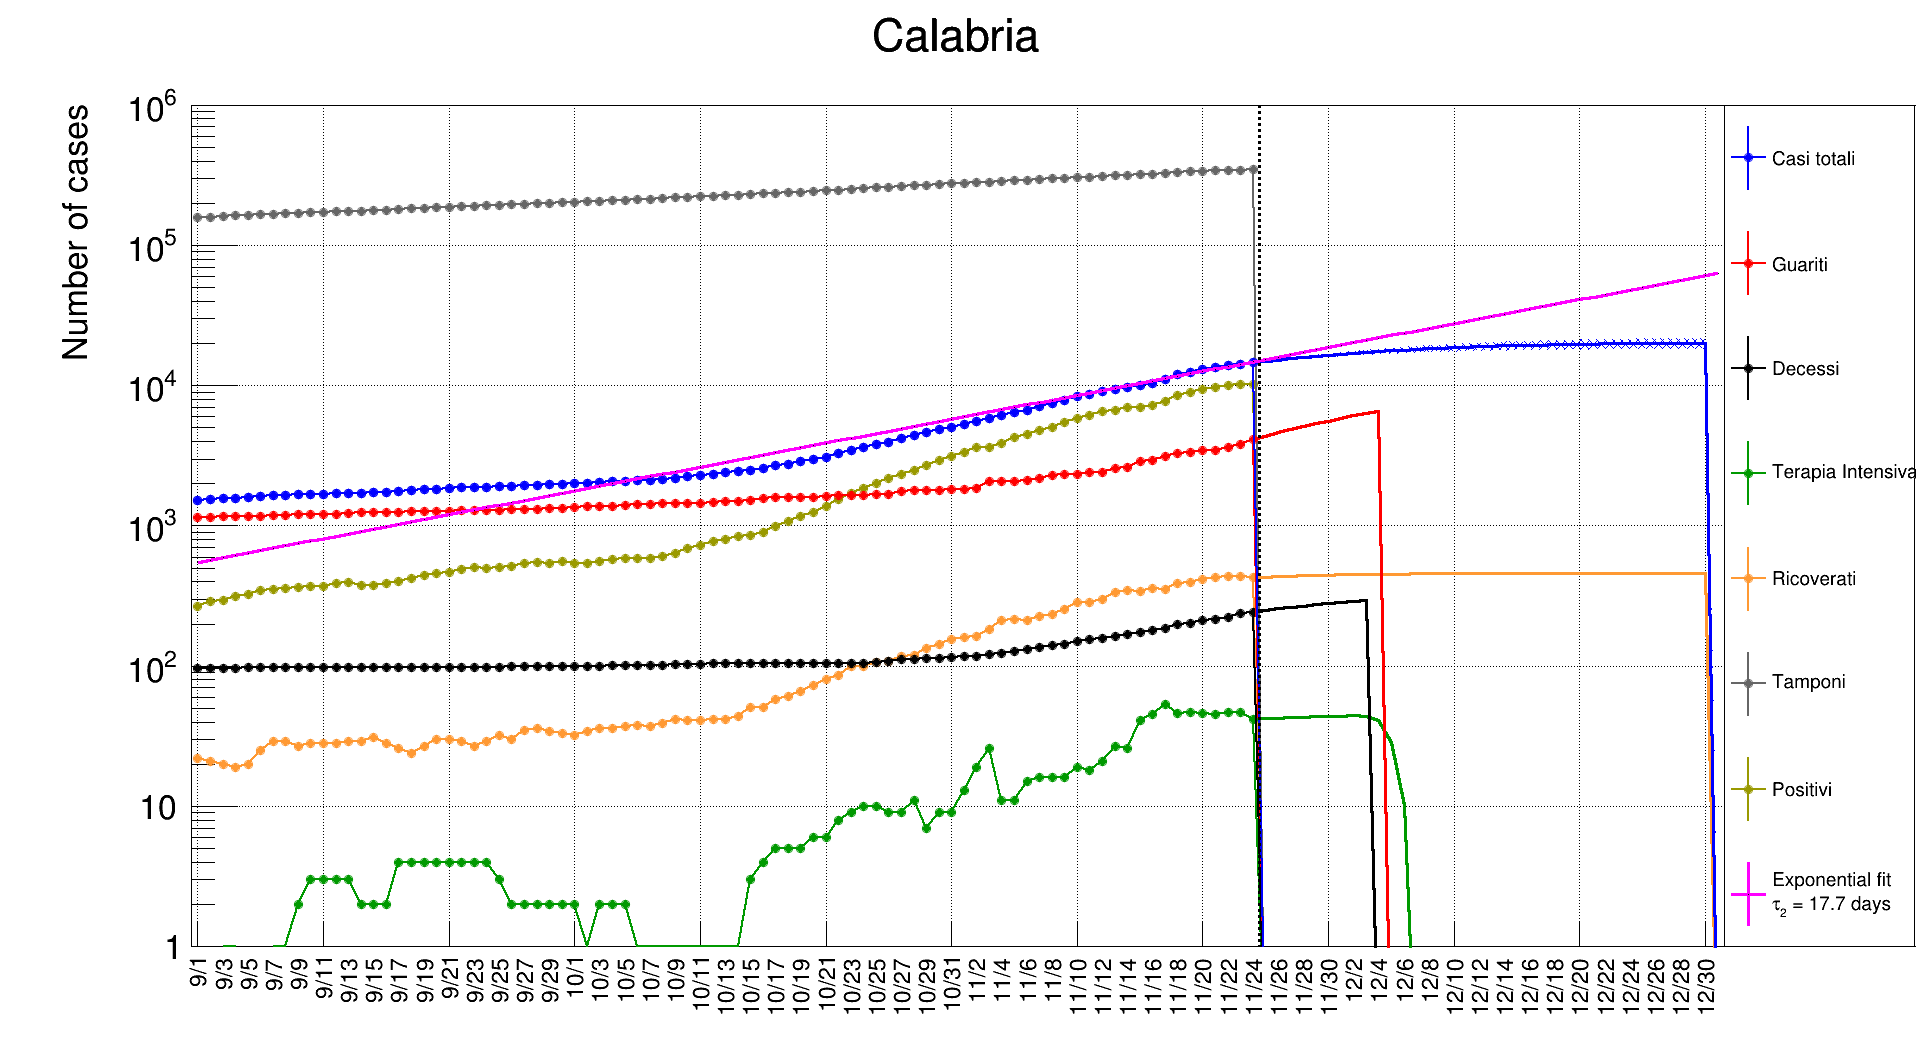 Calabria
Number of cases
10^6
10^5
10^4
10^3
10^2
10
1
9/1 9/3 9/5 9/7 9/9 9/11 9/13 9/15 9/17 9/19 9/21 9/23 9/25 9/27 9/29 10/1 10/3 10/5 10/7 10/9 10/11 10/13 10/15 10/17 10/19 10/21 10/23 10/25 10/27 10/29 10/31 11/2 11/4 11/6 11/8 11/10 11/12 11/14 11/16 11/18 11/20 11/22 11/24 11/26 11/28 11/30 12/2 12/4 12/6 12/8 12/10 12/12 12/14 12/16 12/18 12/20 12/22 12/24 12/26 12/28 12/30
Casi totali
Guariti
Decessi
Terapia Intensiva
Ricoverati
Tamponi
Positivi
Exponential fit
τ₂ = 17.7 days